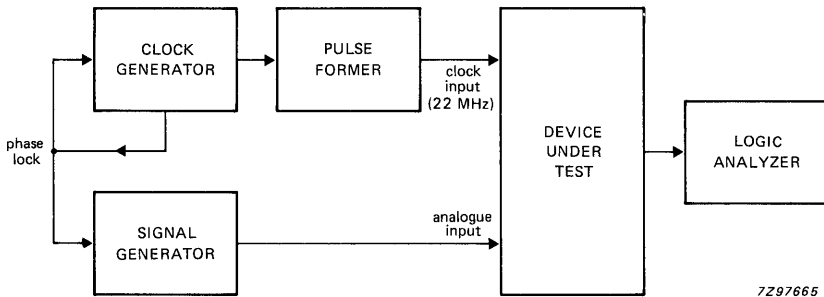 CLOCK
GENERATOR
PULSE
FORMER
clock
input
(22 MHz)
phase
lock
DEVICE
UNDER
TEST
LOGIC
ANALYZER
SIGNAL
GENERATOR
analogue
input
7Z97665